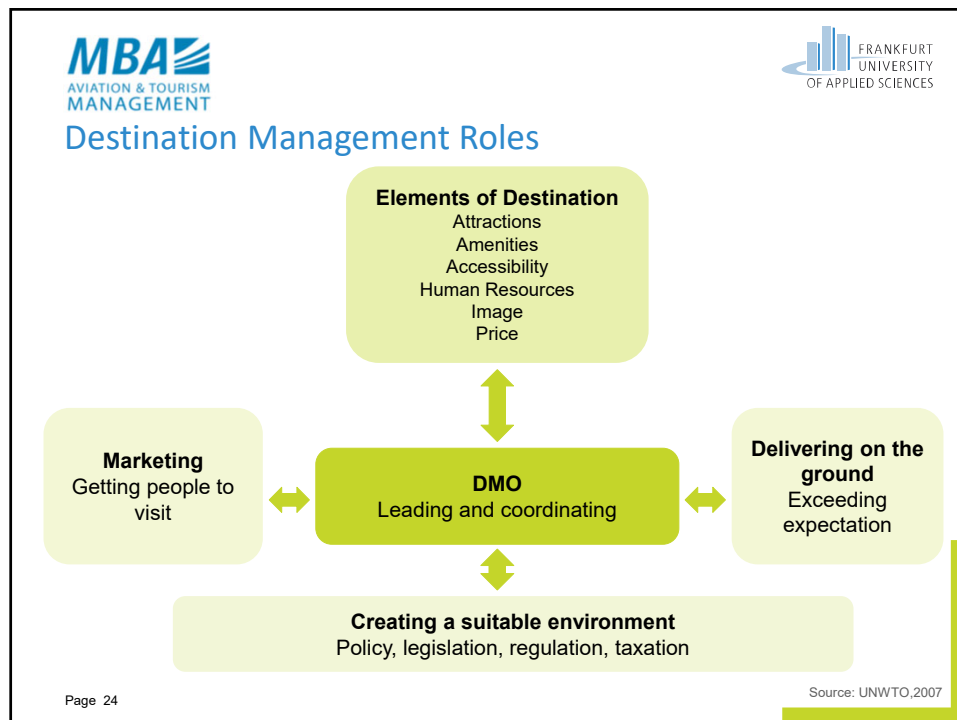 MBA
AVIATION & TOURISM
MANAGEMENT
FRANKFURT
UNIVERSITY
OF APPLIED SCIENCES
Destination Management Roles
Elements of Destination
Attractions
Amenities
Accessibility
Human Resources
Image
Price
Marketing
Getting people to
visit
DMO
Leading and coordinating
Delivering on the
ground
Exceeding
expectation
Creating a suitable environment
Policy, legislation, regulation, taxation
Page 24
Source: UNWTO,2007